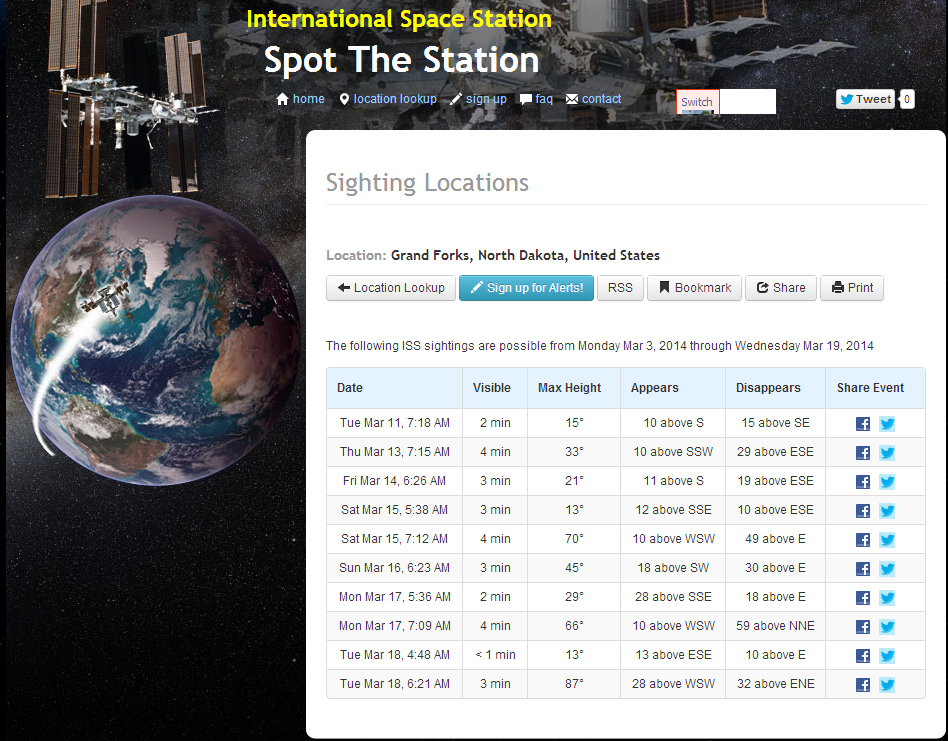 International Space Station
Spot The Station
home location lookup sign up faq contact
Switch
Tweet 0
Sighting Locations
Location: Grand Forks, North Dakota, United States
Location Lookup Sign up for Alerts! RSS Bookmark Share Print
The following ISS sightings are possible from Monday Mar 3, 2014 through Wednesday Mar 19, 2014
Date Visible Max Height Appears Disappears Share Event
Tue Mar 11, 7:18 AM 2 min 15° 10 above S 15 above SE
Thu Mar 13, 7:15 AM 4 min 33° 10 above SSW 29 above ESE
Fri Mar 14, 6:26 AM 3 min 21° 11 above S 19 above ESE
Sat Mar 15, 5:38 AM 3 min 13° 12 above SSE 10 above ESE
Sat Mar 15, 7:12 AM 4 min 70° 10 above WSW 49 above E
Sun Mar 16, 6:23 AM 3 min 45° 18 above SW 30 above E
Mon Mar 17, 5:36 AM 2 min 29° 28 above SSE 18 above E
Mon Mar 17, 7:09 AM 4 min 66° 10 above WSW 59 above NNE
Tue Mar 18, 4:48 AM < 1 min 13° 13 above ESE 10 above E
Tue Mar 18, 6:21 AM 3 min 87° 28 above WSW 32 above ENE